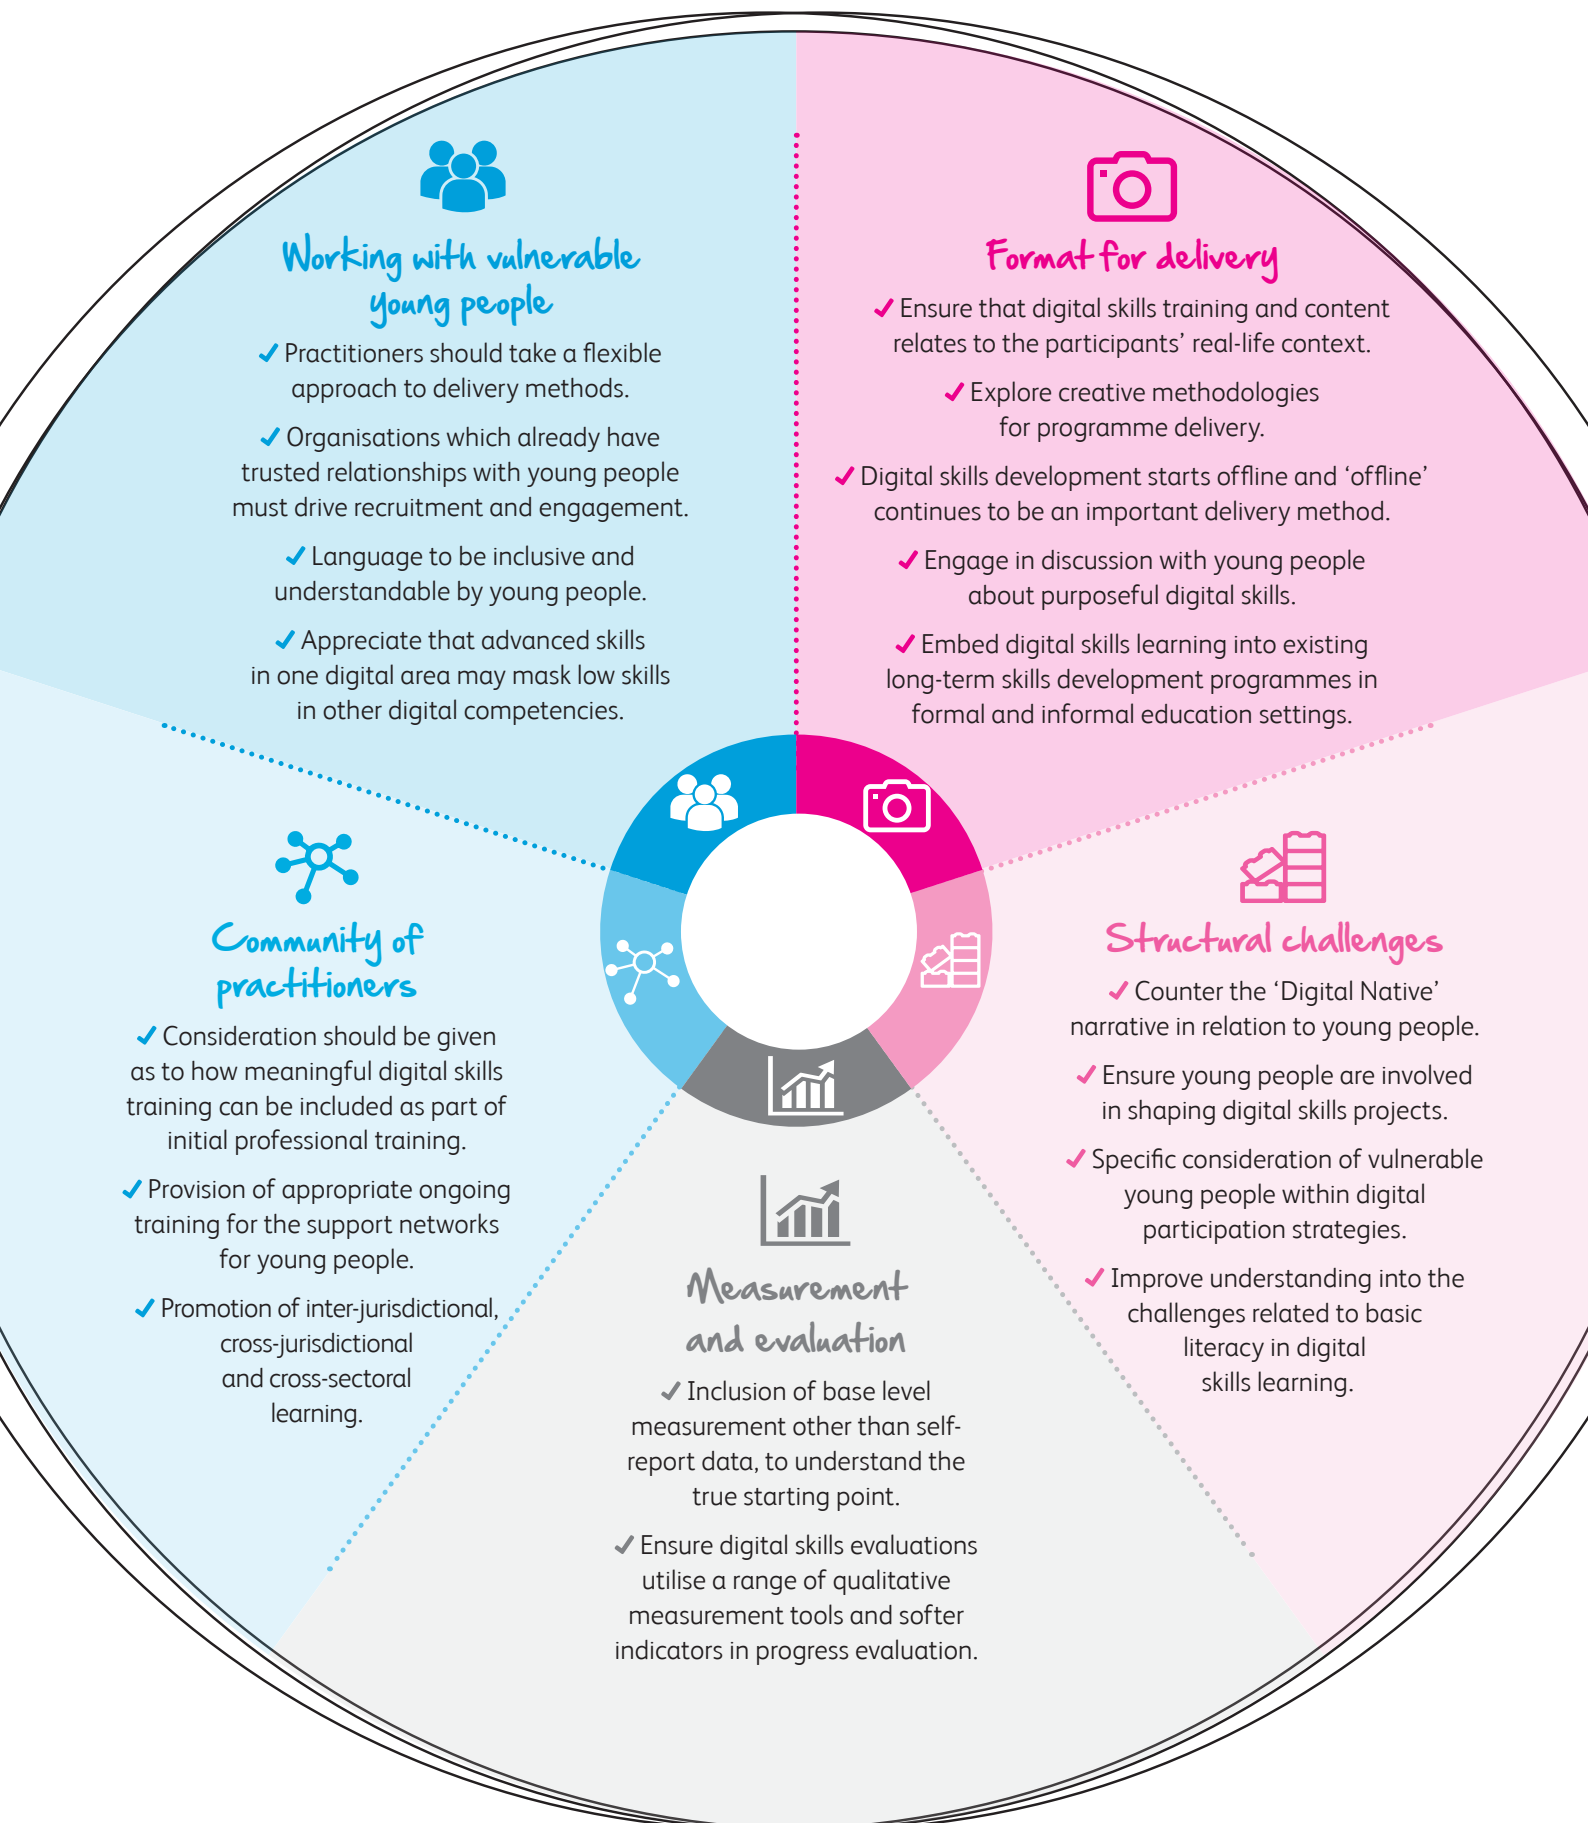 Working with vulnerable
young people
✓ Practitioners should take a flexible
approach to delivery methods.
✓ Organisations which already have
trusted relationships with young people
must drive recruitment and engagement.
✓ Language to be inclusive and
understandable by young people.
✓ Appreciate that advanced skills
in one digital area may mask low skills
in other digital competencies.
Format for delivery
✓ Ensure that digital skills training and content
relates to the participants’ real-life context.
✓ Explore creative methodologies
for programme delivery.
✓ Digital skills development starts offline and ‘offline’
continues to be an important delivery method.
✓ Engage in discussion with young people
about purposeful digital skills.
✓ Embed digital skills learning into existing
long-term skills development programmes in
formal and informal education settings.
Community of
practitioners
✓ Consideration should be given
as to how meaningful digital skills
training can be included as part of
initial professional training.
✓ Provision of appropriate ongoing
training for the support networks
for young people.
✓ Promotion of inter-jurisdictional,
cross-jurisdictional
and cross-sectoral
learning.
Structural challenges
✓ Counter the ‘Digital Native’
narrative in relation to young people.
✓ Ensure young people are involved
in shaping digital skills projects.
✓ Specific consideration of vulnerable
young people within digital
participation strategies.
✓ Improve understanding into the
challenges related to basic
literacy in digital
skills learning.
Measurement
and evaluation
✓ Inclusion of base level
measurement other than self-
report data, to understand the
true starting point.
✓ Ensure digital skills evaluations
utilise a range of qualitative
measurement tools and softer
indicators in progress evaluation.